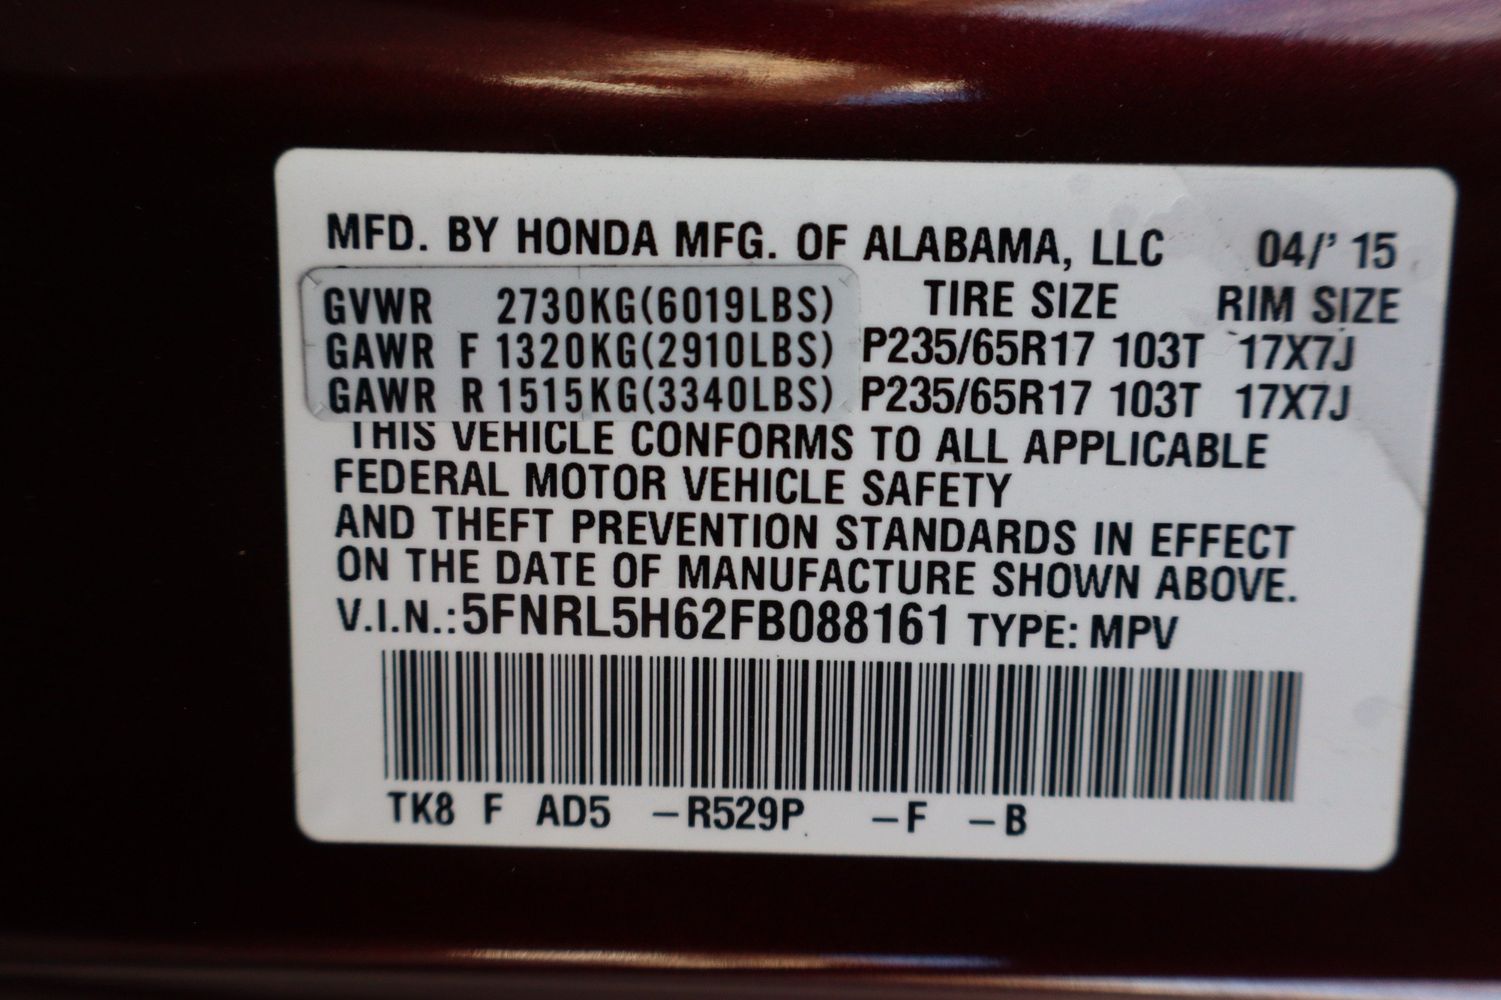 MFD. BY HONDA MFG. OF ALABAMA, LLC 04/' 15
GVWR 2730KG(6019LBS) TIRE SIZE RIM SIZE
GAWR F 1320KG(2910LBS) P235/65R17 103T 17X7J
GAWR R 1515KG(3340LBS) P235/65R17 103T 17X7J
THIS VEHICLE CONFORMS TO ALL APPLICABLE
FEDERAL MOTOR VEHICLE SAFETY
AND THEFT PREVENTION STANDARDS IN EFFECT
ON THE DATE OF MANUFACTURE SHOWN ABOVE.
V.I.N.:5FNRL5H62FB088161 TYPE: MPV
TK8 F AD5 –R529P –F –B